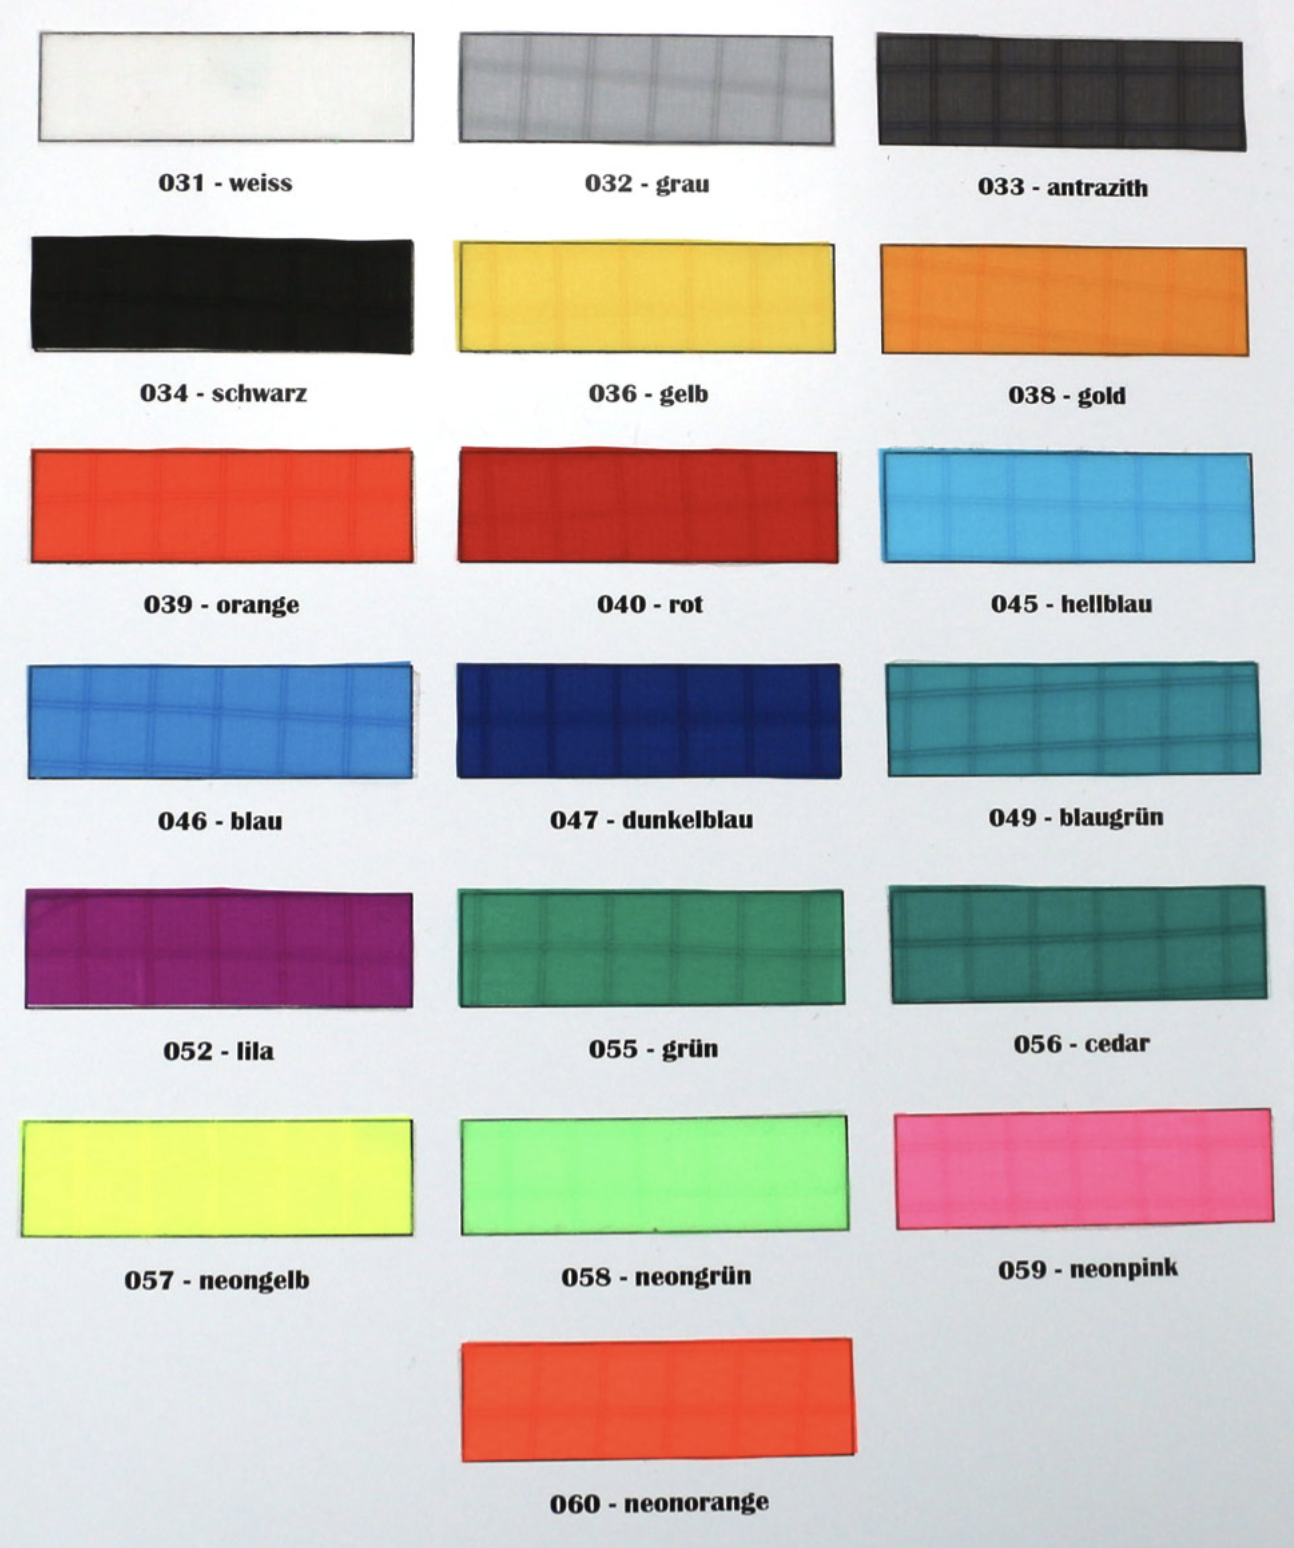 031 - weiss
032 - grau
033 - antrazith
034 - schwarz
036 - gelb
038 - gold
039 - orange
040 - rot
045 - hellblau
046 - blau
047 - dunkelblau
049 - blaugrün
052 - lila
055 - grün
056 - cedar
057 - neongelb
058 - neongrün
059 - neonpink
060 - neonorange